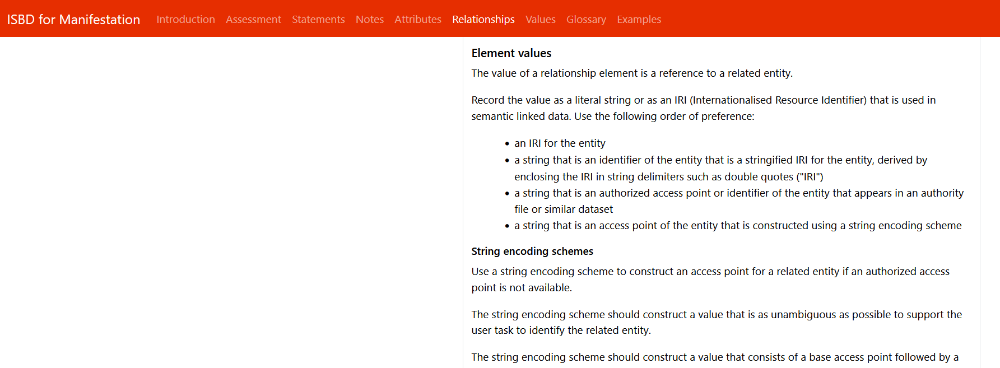 ISBD for Manifestation Introduction Assessment Statements Notes Attributes Relationships Values Glossary Examples
Element values
The value of a relationship element is a reference to a related entity.
Record the value as a literal string or as an IRI (Internationalised Resource Identifier) that is used in
semantic linked data. Use the following order of preference:
• an IRI for the entity
• a string that is an identifier of the entity that is a stringified IRI for the entity, derived by
enclosing the IRI in string delimiters such as double quotes ("IRI")
• a string that is an authorized access point or identifier of the entity that appears in an authority
file or similar dataset
• a string that is an access point of the entity that is constructed using a string encoding scheme
String encoding schemes
Use a string encoding scheme to construct an access point for a related entity if an authorized access
point is not available.
The string encoding scheme should construct a value that is as unambiguous as possible to support the
user task to identify the related entity.
The string encoding scheme should construct a value that consists of a base access point followed by a